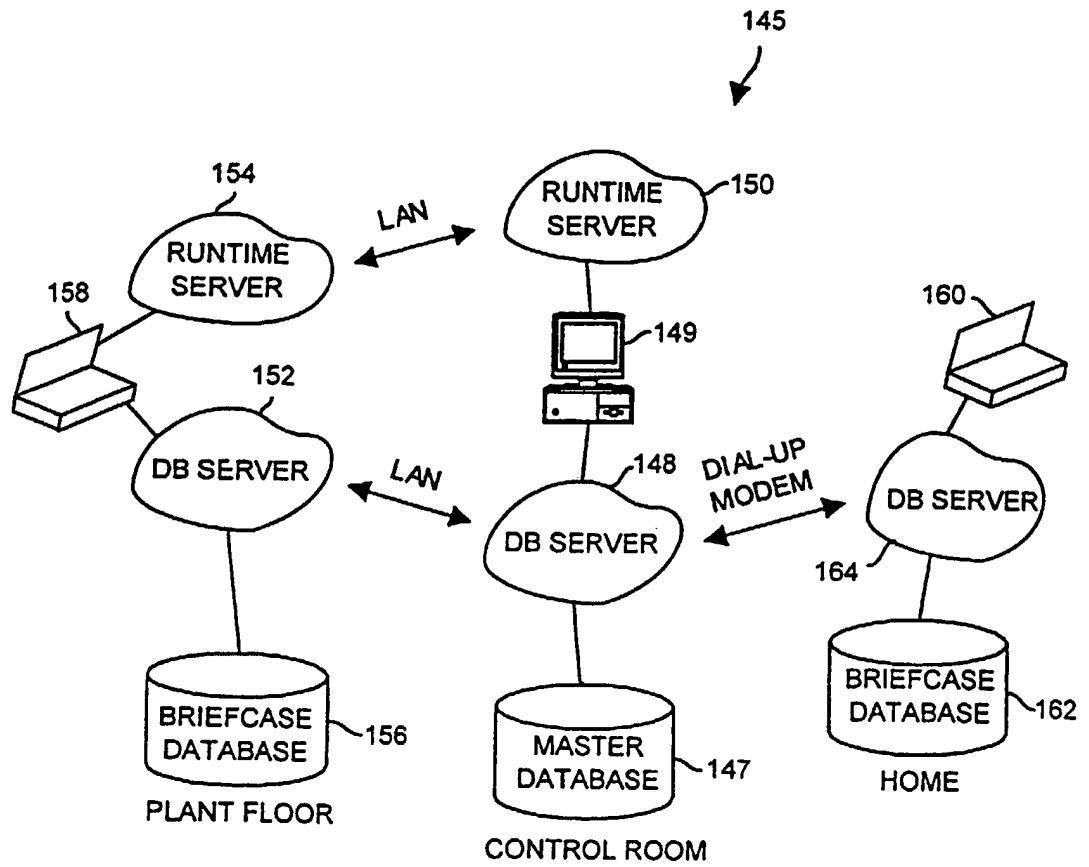 145
154
RUNTIME
SERVER
LAN
RUNTIME
SERVER
150
158
149
160
152
DB SERVER
LAN
148
DB SERVER
DIAL-UP
MODEM
DB SERVER
164
BRIEFCASE
DATABASE
156
PLANT FLOOR
MASTER
DATABASE
147
CONTROL ROOM
BRIEFCASE
DATABASE
162
HOME